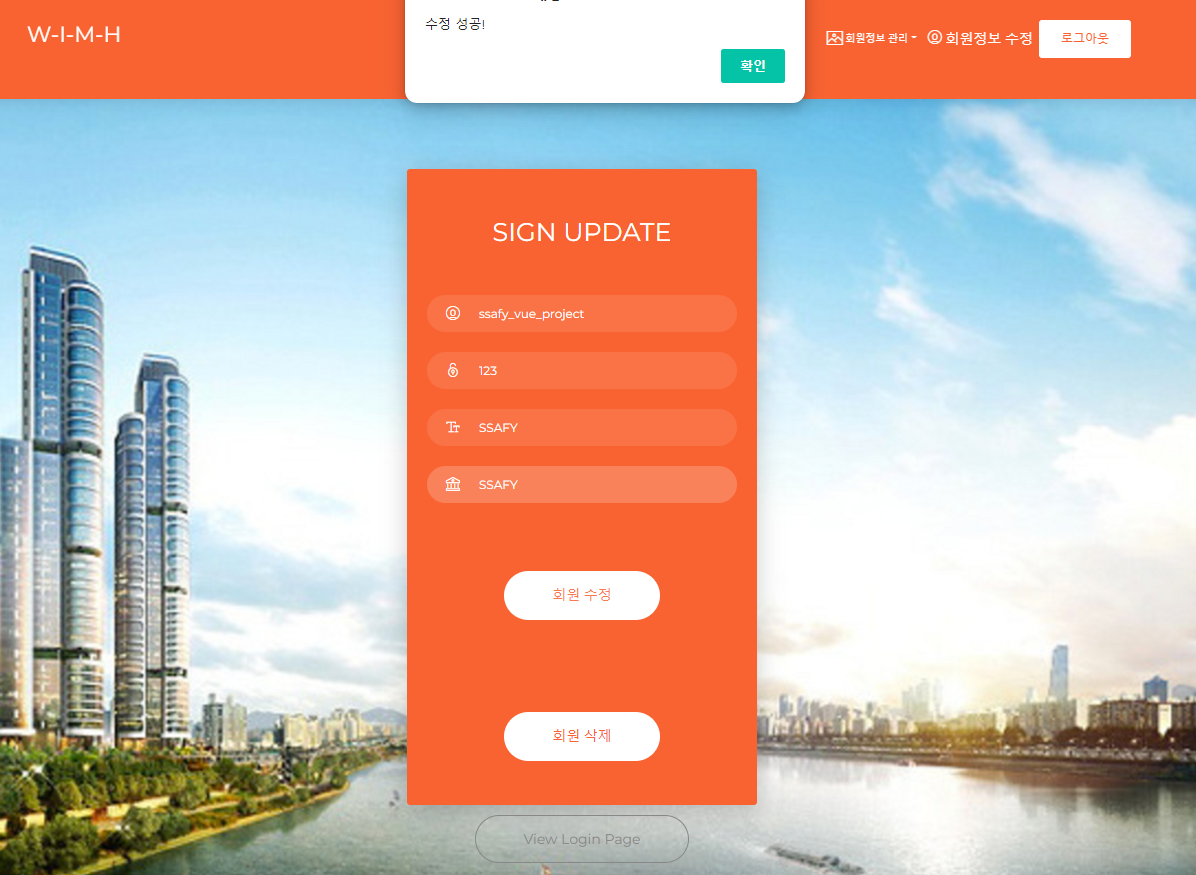 W-I-M-H
수정 성공!
확인
회원정보 관리
회원정보 수정
로그아웃
SIGN UPDATE
ssafy_vue_project
123
SSAFY
SSAFY
회원 수정
회원 삭제
View Login Page